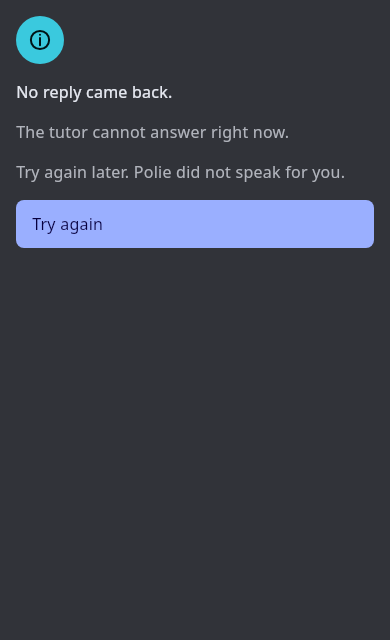 No reply came back.
The tutor cannot answer right now.
Try again later. Polie did not speak for you.
Try again